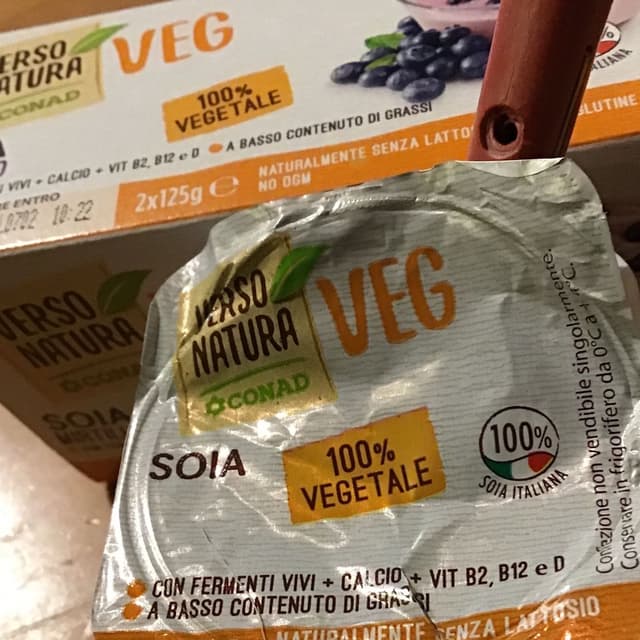 VERSO
NATURA
CONAD
VEG
100%
VEGETALE
VIVI + CALCIO + VIT B2, B12 e D • A BASSO CONTENUTO DI GRASSI
ENTRO
10:22
2x125g e
NATURALMENTE SENZA LATTO
GLUTINE
NO OGM
VERSO
NATURA
CONAD
SOIA
VERSO
NATURA
CONAD
VEG
SOIA
100%
VEGETALE
100%
SOIA ITALIANA
Confezione non vendibile singolarmente.
Conservare in frigorifero da 0°C a
• CON FERMENTI VIVI + CALCIO + VIT B2, B12 e D
• A BASSO CONTENUTO DI GRASSI
NATURALMENTE SENZA LATTOSIO